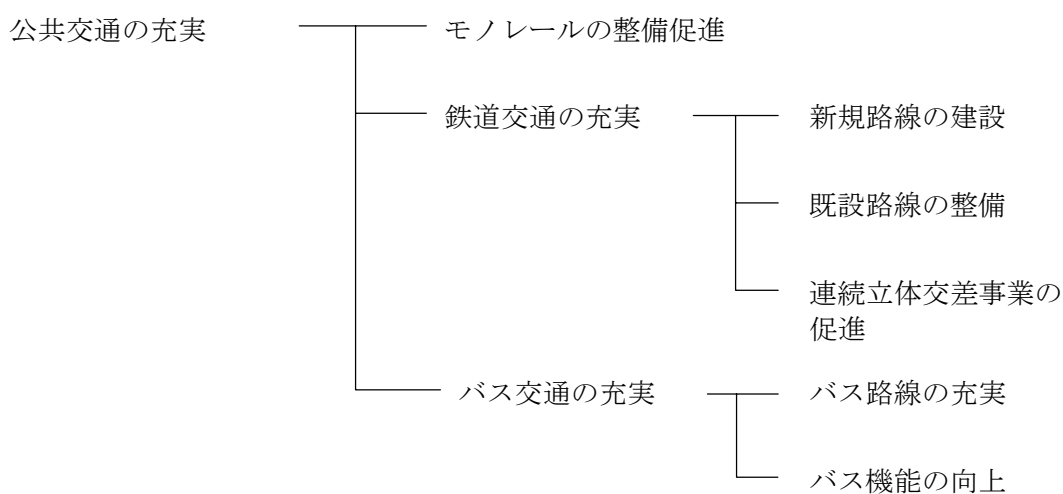 公共交通の充実
モノレールの整備促進
鉄道交通の充実
新規路線の建設
既設路線の整備
連続立体交差事業の
促進
バス交通の充実
バス路線の充実
バス機能の向上